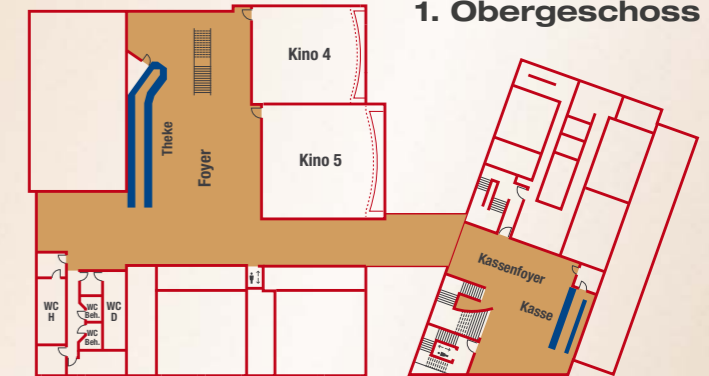 1. Obergeschoss
Kino 4
Kino 5
Theke
Foyer
Kassenfoyer
Kasse
WC
H
WC
Beh.
WC
D
WC
Beh.